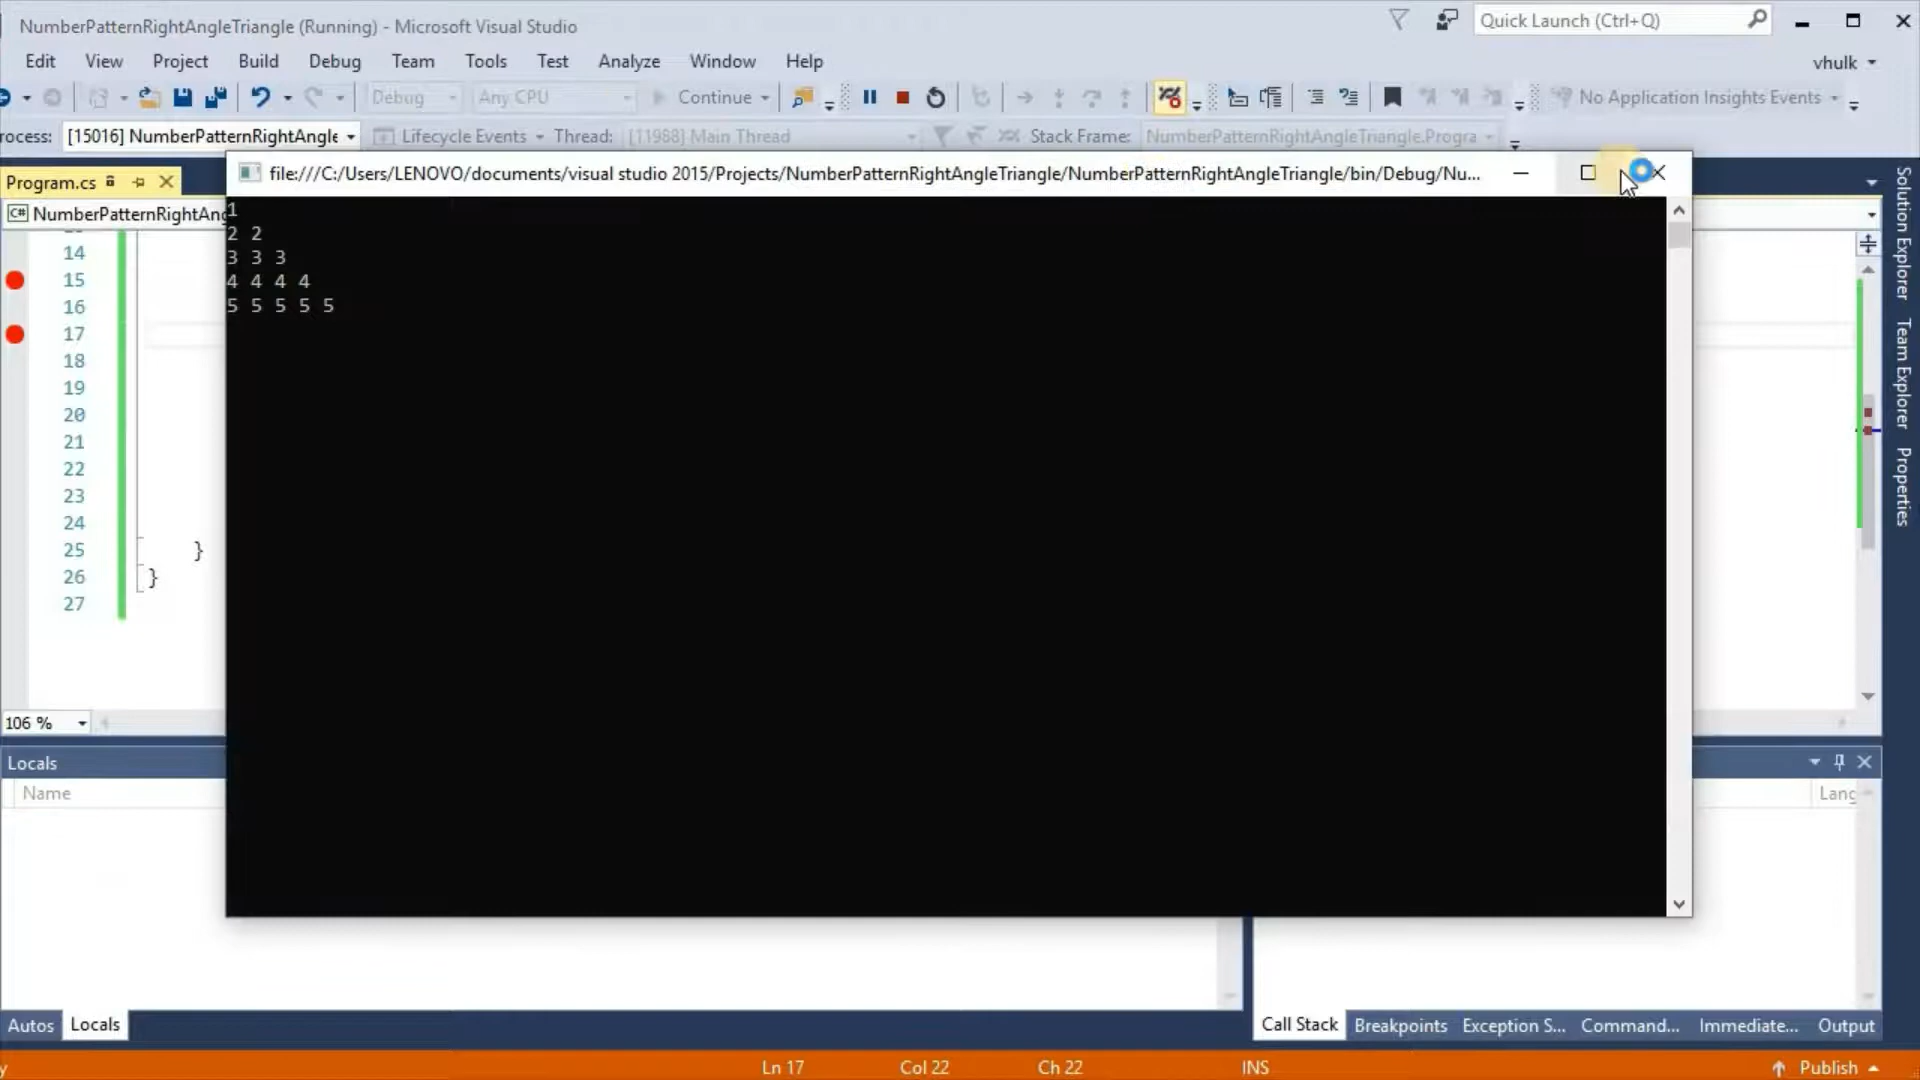 NumberPatternRightAngleTriangle (Running) - Microsoft Visual Studio
Quick Launch (Ctrl+Q)
Edit View Project Build Debug Team Tools Test Analyze Window Help
vhulk
Debug Any CPU Continue No Application Insights Events
rocess: [15016] NumberPatternRightAngle Lifecycle Events Thread: [11988] Main Thread Stack Frame: NumberPatternRightAngleTriangle.Progra
file:///C:/Users/LENOVO/documents/visual studio 2015/Projects/NumberPatternRightAngleTriangle/NumberPatternRightAngleTriangle/bin/Debug/Nu...
Program.cs
C# NumberPatternRightAng
1
2 2
3 3 3
4 4 4 4
5 5 5 5 5
14
15
16
17
18
19
20
21
22
23
24
25 }
26 }
27
Solution Explorer
Team Explorer
Properties
106 %
Locals
Name
Lang
Autos Locals
Call Stack Breakpoints Exception S... Command... Immediate... Output
y Ln 17 Col 22 Ch 22 INS Publish